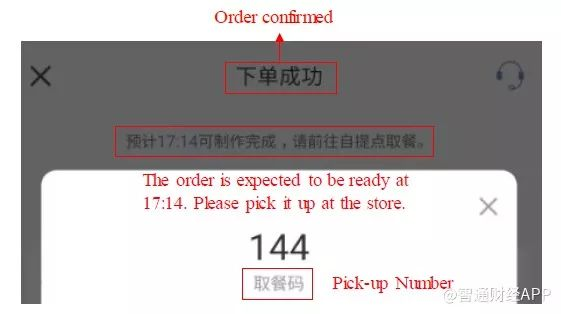 Order confirmed
下单成功
预计17:14可制作完成，请前往自提点取餐。
The order is expected to be ready at
17:14. Please pick it up at the store.
144
取餐码 Pick-up Number
@智通财经APP